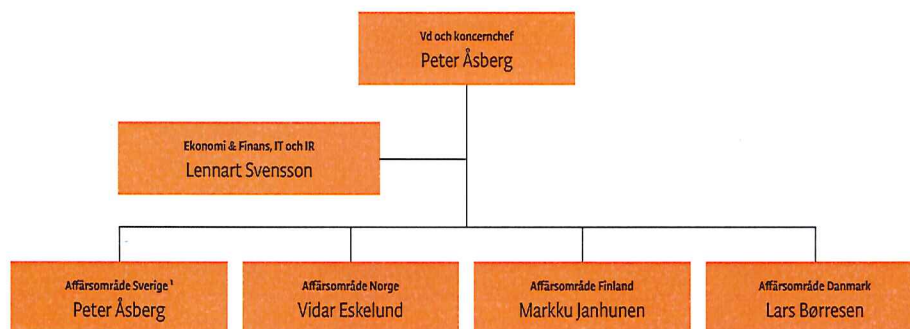 Vd och koncernchef
Peter Åsberg
Ekonomi & Finans, IT och IR
Lennart Svensson
Affärsområde Sverige ¹
Peter Åsberg
Affärsområde Norge
Vidar Eskelund
Affärsområde Finland
Markku Janhunen
Affärsområde Danmark
Lars Børresen